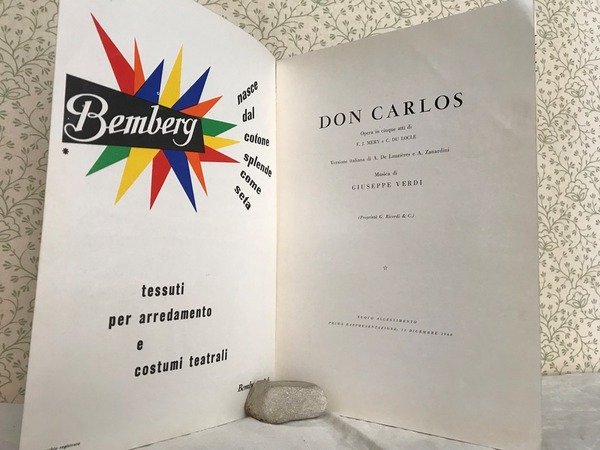 Bemberg
*
nasce
dal
cotone
splende
come
seta
tessuti
per arredamento
e
costumi teatrali
DON CARLOS
Opera in cinque atti di
E. J. MERY e C. DU LOCLE
Versione italiana di A. De Lauzières e A. Zanardini
Musica di
GIUSEPPE VERDI
(Proprietà G. Ricordi & C.)
NUOVO ALLESTIMENTO
PRIMA RAPPRESENTAZIONE,
DICEMBRE